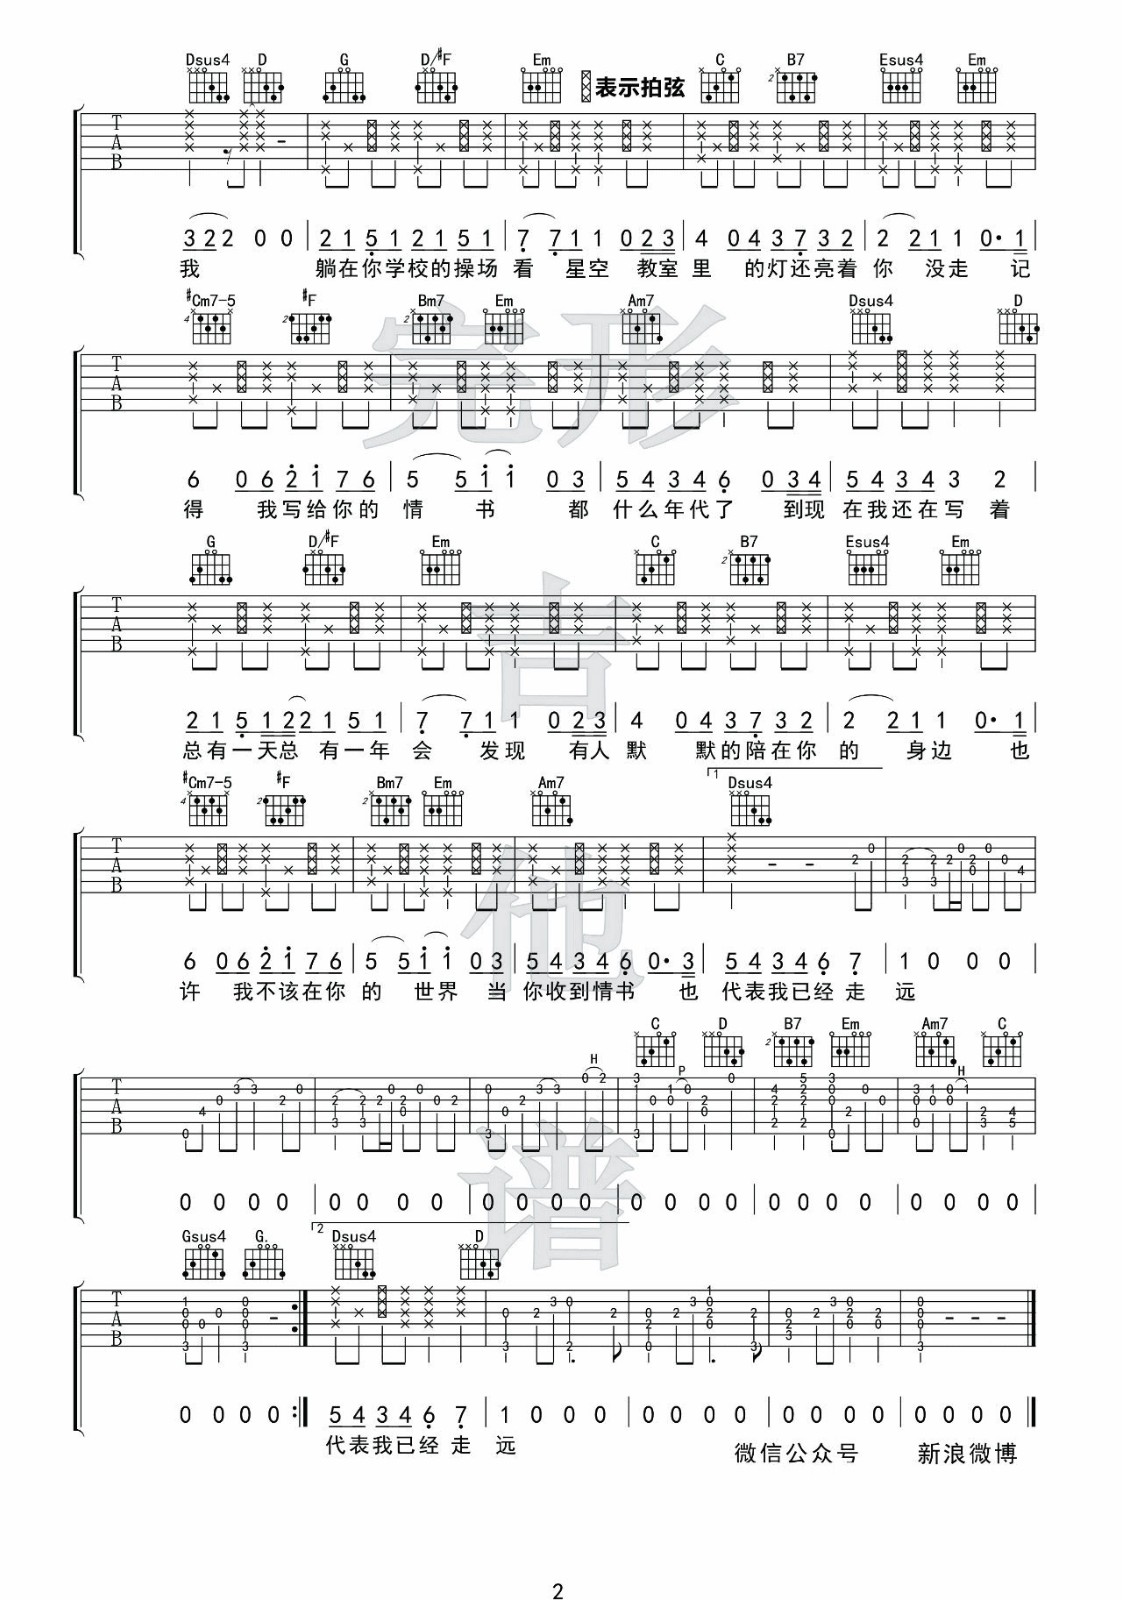 Dsus4 D G D/#F Em 表示拍弦 C B7 Esus4 Em
3 2 2 0 0 2 1 5 1 2 1 5 1 7 7 1 1 0 2 3 4 0 4 3 7 3 2 2 2 1 1 0· 1
我 躺在你学校的操场 看 星空 教室 里 的灯还亮着 你 没走 记
#Cm7-5 #F Bm7 Em Am7 Dsus4 D
6 0 6 2 1 7 6 5 5 1 1 0 3 5 4 3 4 6 0 3 4 5 4 3 4 3 2
得 我写给你的 情 书 都 什么年代了 到现 在我还在写 着
G D/#F Em C B7 Esus4 Em
2 1 5 1 2 2 1 5 1 7 7 1 1 0 2 3 4 0 4 3 7 3 2 2 2 1 1 0· 1
总有一天总 有一年 会 发现 有人 默 默的陪在你 的 身边 也
#Cm7-5 #F Bm7 Em Am7 1 Dsus4
6 0 6 2 1 7 6 5 5 1 1 0 3 5 4 3 4 6 0· 3 5 4 3 4 6 7 1 0 0 0
许 我不该在你 的 世界 当 你收到情书 也 代表我已经 走 远
H C P D B7 Em Am7 H C
0 0 0 0 0 0 0 0 0 0 0 0 0 0 0 0 0 0 0 0 0 0 0 0
Gsus4 G. 2 Dsus4 D
0 0 0 0 5 4 3 4 6 7 1 0 0 0 0 0 0 0 0 0 0 0 0 0 0 0
代表我已经 走 远 微信公众号 新浪微博
完形吉他谱
2